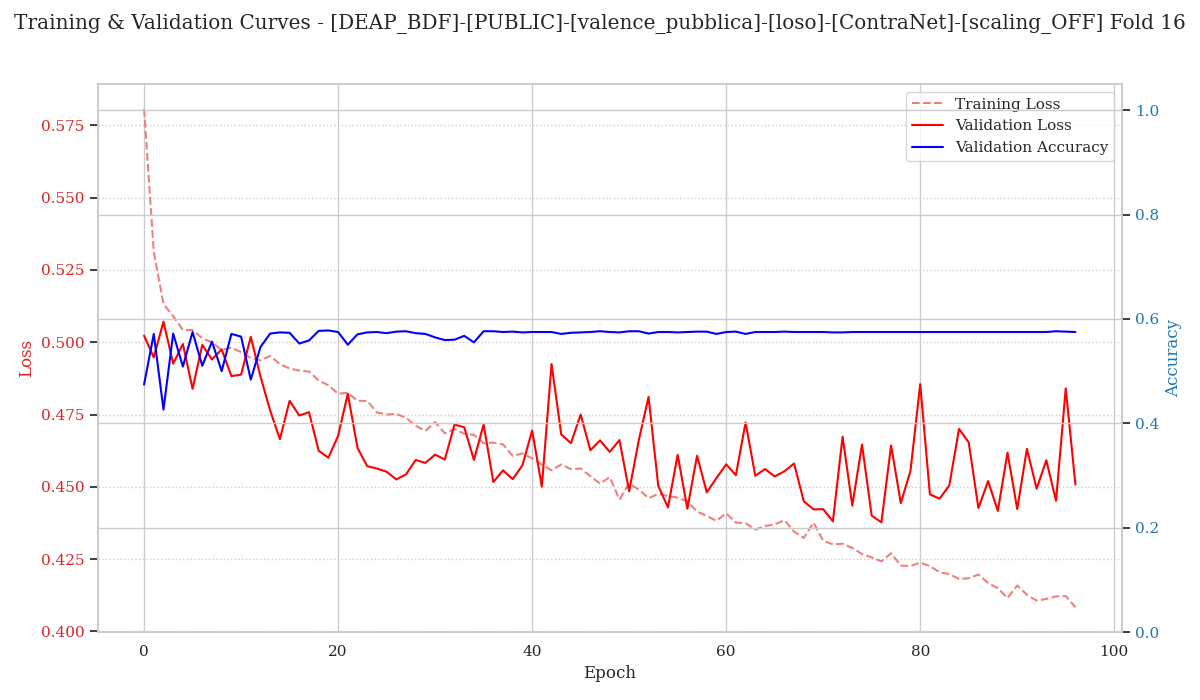 Training & Validation Curves - [DEAP_BDF]-[PUBLIC]-[valence_pubblica]-[loso]-[ContraNet]-[scaling_OFF] Fold 16
Training Loss
Validation Loss
Validation Accuracy
0.575
0.550
0.525
0.500
0.475
0.450
0.425
0.400
Loss
1.0
0.8
0.6
0.4
0.2
0.0
Accuracy
0 20 40 60 80 100
Epoch